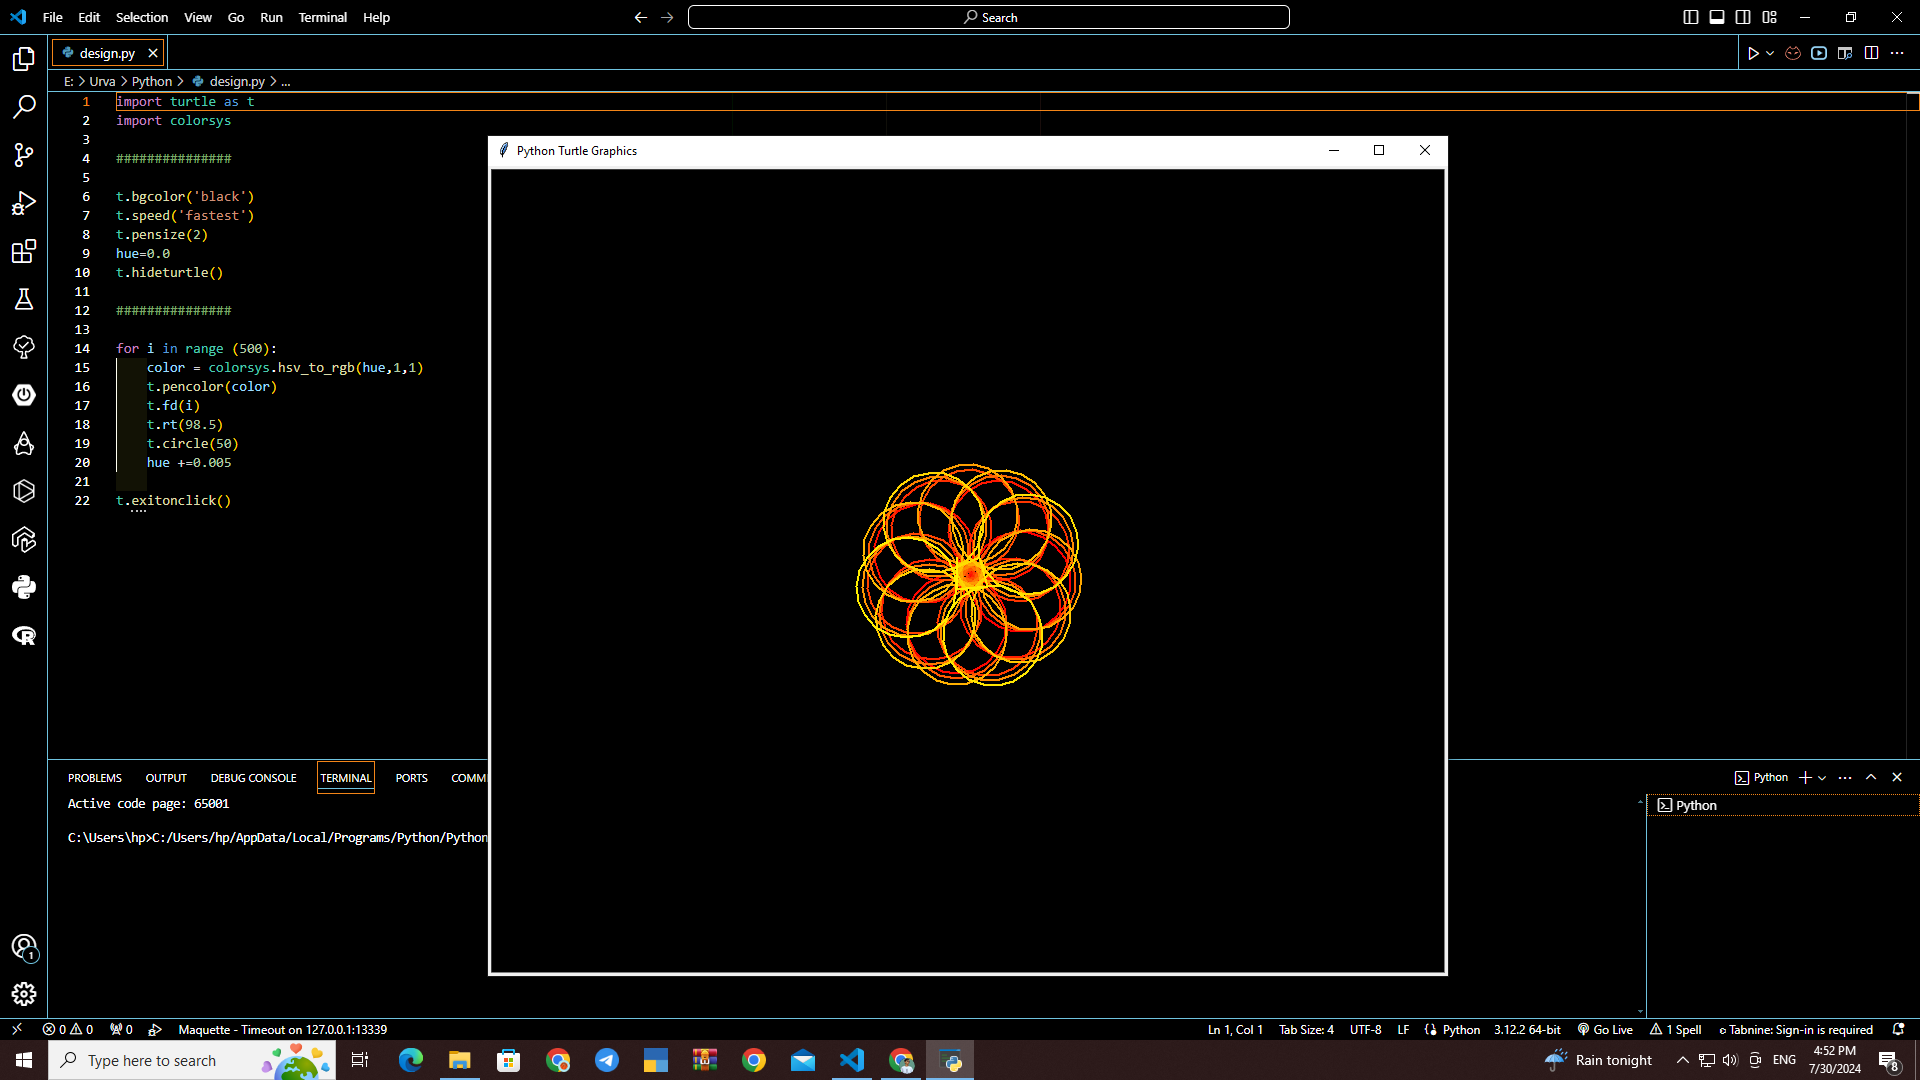 File Edit Selection View Go Run Terminal Help
Search
design.py
E: > Urva > Python > design.py > ...
1 import turtle as t
2 import colorsys
3
4 ###############
5
6 t.bgcolor('black')
7 t.speed('fastest')
8 t.pensize(2)
9 hue=0.0
10 t.hideturtle()
11
12 ###############
13
14 for i in range (500):
15 color = colorsys.hsv_to_rgb(hue,1,1)
16 t.pencolor(color)
17 t.fd(i)
18 t.rt(98.5)
19 t.circle(50)
20 hue +=0.005
21
22 t.exitonclick()
Python Turtle Graphics
PROBLEMS OUTPUT DEBUG CONSOLE TERMINAL PORTS COMM
Python
Active code page: 65001
Python
C:\Users\hp>C:/Users/hp/AppData/Local/Programs/Python/Python
1
0 0 0 Maquette - Timeout on 127.0.0.1:13339
Ln 1, Col 1 Tab Size: 4 UTF-8 LF Python 3.12.2 64-bit Go Live 1 Spell Tabnine: Sign-in is required
Type here to search
Rain tonight
ENG
4:52 PM
7/30/2024
8